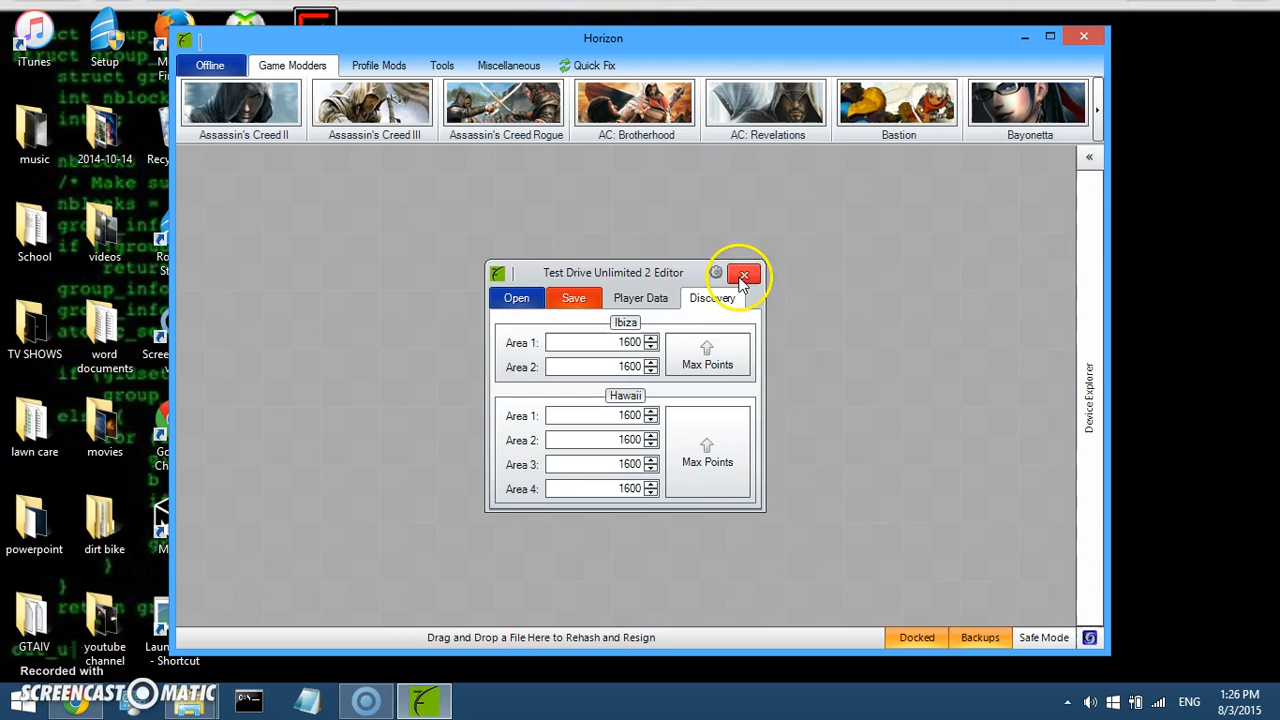 Horizon
Offline
Game Modders
Profile Mods
Tools
Miscellaneous
Quick Fix
Assassin's Creed II
Assassin's Creed III
Assassin's Creed Rogue
AC: Brotherhood
AC: Revelations
Bastion
Bayonetta
iTunes
Setup
music
2014-10-14
School
videos
TV SHOWS
word documents
lawn care
movies
powerpoint
dirt bike
GTAIV
youtube channel
- Shortcut
Test Drive Unlimited 2 Editor
Open
Save
Player Data
Discovery
Ibiza
Area 1: 1600
Area 2: 1600
Max Points
Hawaii
Area 1: 1600
Area 2: 1600
Area 3: 1600
Area 4: 1600
Max Points
Device Explorer
Drag and Drop a File Here to Rehash and Resign
Docked
Backups
Safe Mode
Recorded with
SCREENCAST-O-MATIC
ENG
1:26 PM
8/3/2015